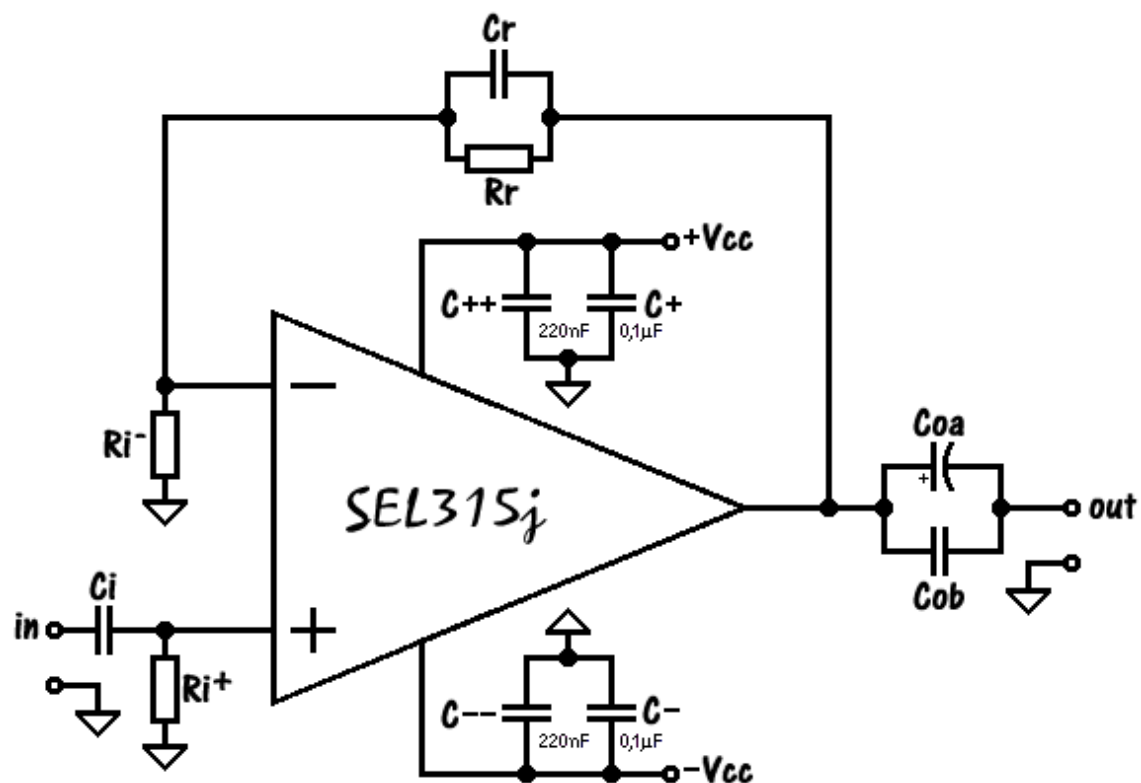 Cr
Rr
+Vcc
C++
C+
220nF
0,1µF
−
Ri-
Coa
+
SEL315j
out
Cob
Ci
in
+
Ri+
C--
C-
220nF
0,1µF
-Vcc